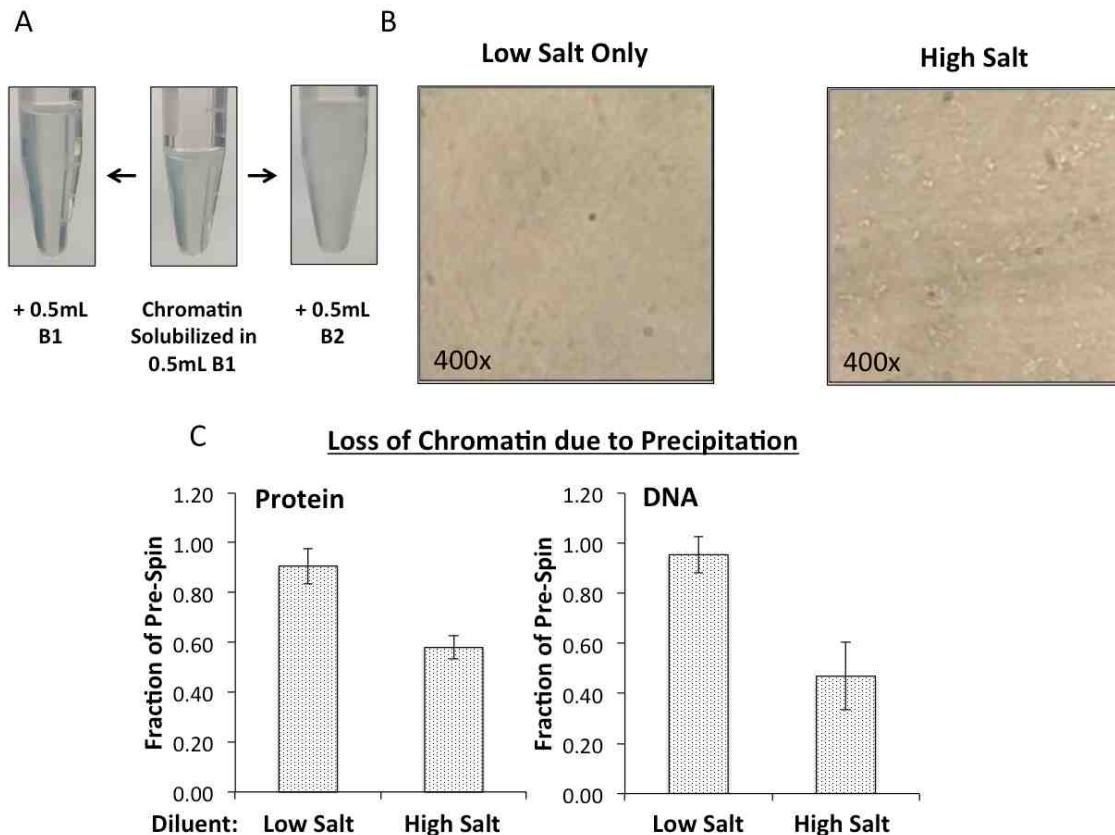 A
+ 0.5mL
B1
Chromatin
Solubilized in
0.5mL B1
+ 0.5mL
B2
B
Low Salt Only
400x
High Salt
400x
C
Loss of Chromatin due to Precipitation
Protein
Fraction of Pre-Spin
1.20
1.00
0.80
0.60
0.40
0.20
0.00
Diluent: Low Salt High Salt
DNA
Fraction of Pre-Spin
1.20
1.00
0.80
0.60
0.40
0.20
0.00
Low Salt High Salt